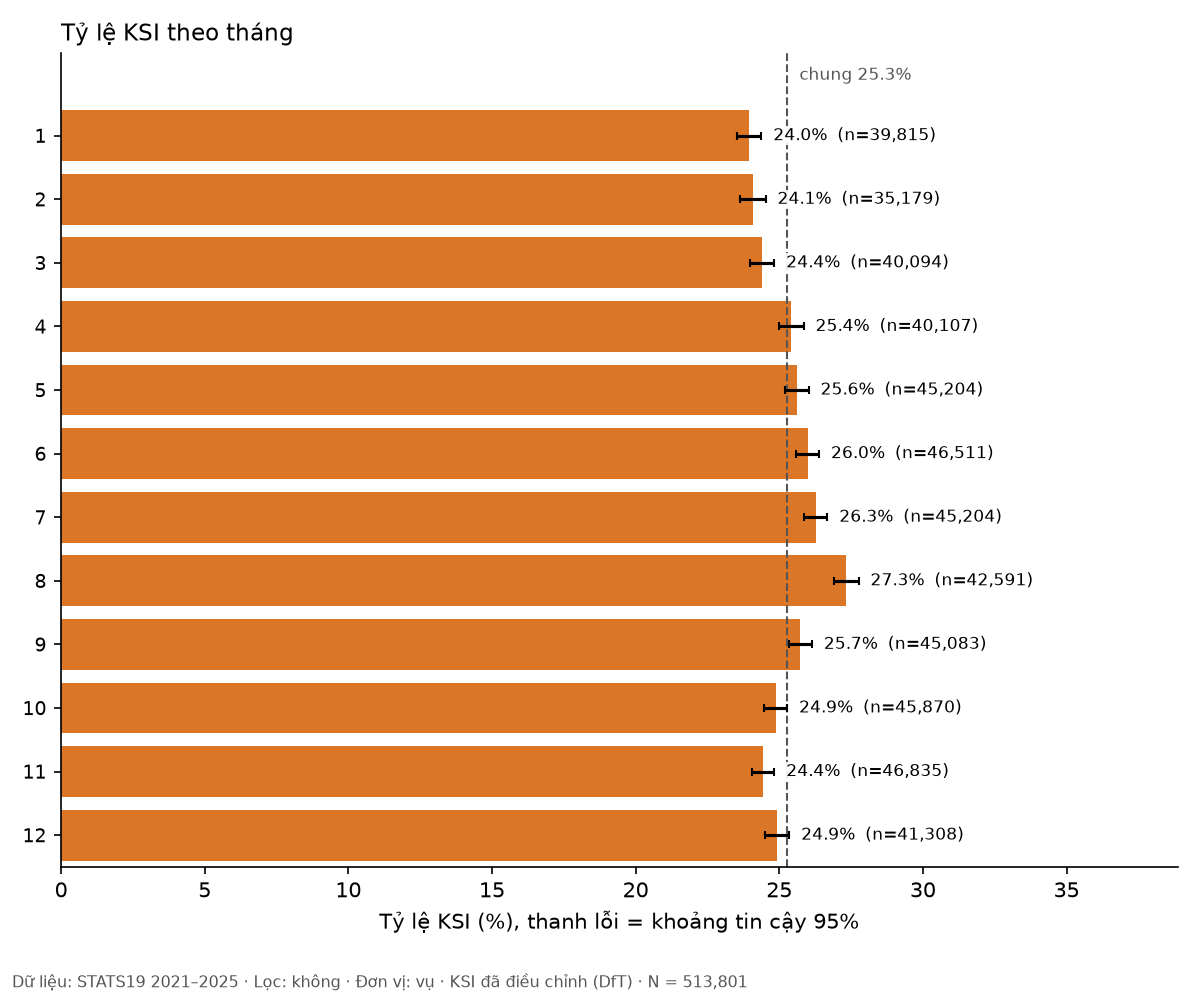 Tỷ lệ KSI theo tháng
chung 25.3%
1 24.0% (n=39,815)
2 24.1% (n=35,179)
3 24.4% (n=40,094)
4 25.4% (n=40,107)
5 25.6% (n=45,204)
6 26.0% (n=46,511)
7 26.3% (n=45,204)
8 27.3% (n=42,591)
9 25.7% (n=45,083)
10 24.9% (n=45,870)
11 24.4% (n=46,835)
12 24.9% (n=41,308)
0 5 10 15 20 25 30 35
Tỷ lệ KSI (%), thanh lỗi = khoảng tin cậy 95%
Dữ liệu: STATS19 2021–2025 · Lọc: không · Đơn vị: vụ · KSI đã điều chỉnh (DfT) · N = 513,801